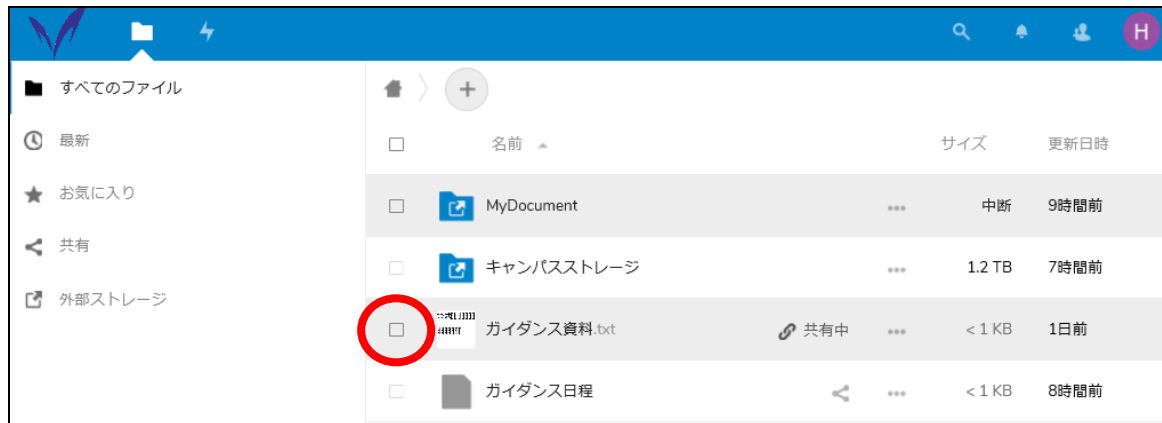 H
すべてのファイル
最新
お気に入り
共有
外部ストレージ
名前 サイズ 更新日時
MyDocument 中断 9時間前
キャンパスストレージ 1.2 TB 7時間前
ガイダンス資料.txt 共有中 < 1 KB 1日前
ガイダンス日程 < 1 KB 8時間前